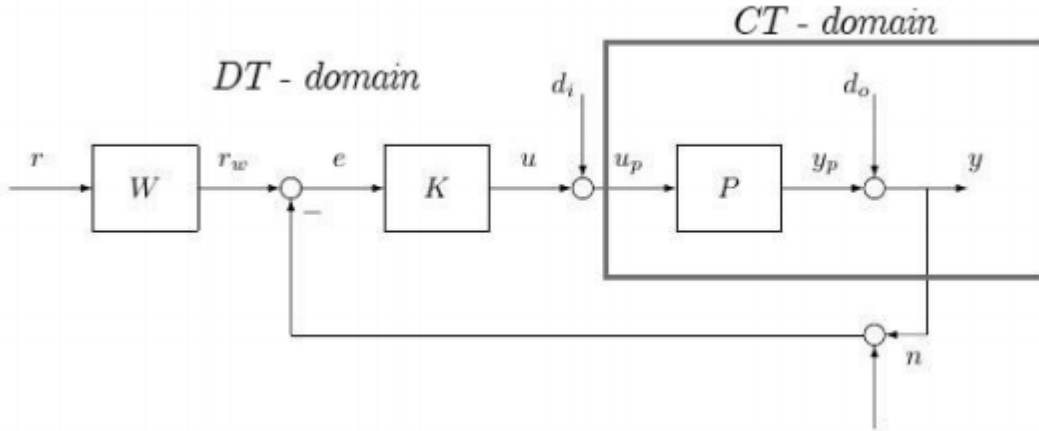 CT - domain
DT - domain
d_i
d_o
r
W
r_w
e
K
u
u_p
P
y_p
y
−
n